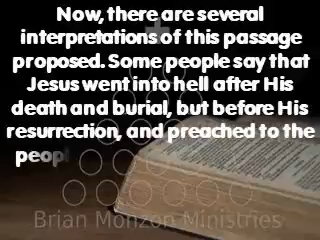 Now, there are several
interpretations of this passage
proposed. Some people say that
Jesus went into hell after His
death and burial, but before His
resurrection, and preached to the
peopl
Brian Monzon Ministries